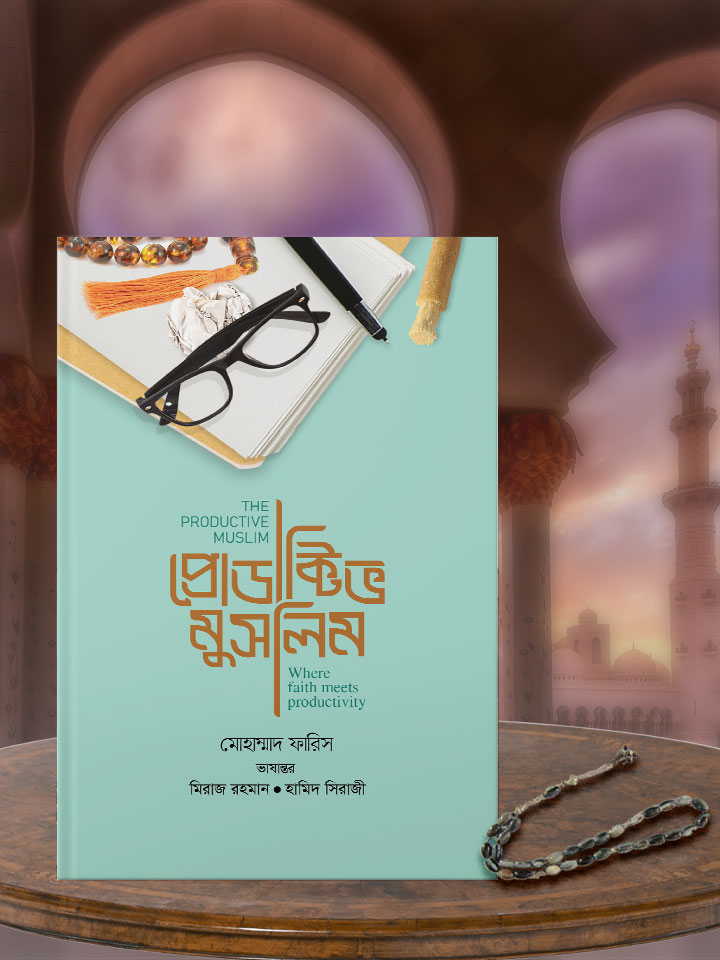 THE
PRODUCTIVE
MUSLIM
প্রোডাক্টিভ
মুসলিম
Where
faith meets
productivity
মোহাম্মাদ ফারিস
ভাষান্তর
মিরাজ রহমান ● হামিদ সিরাজী